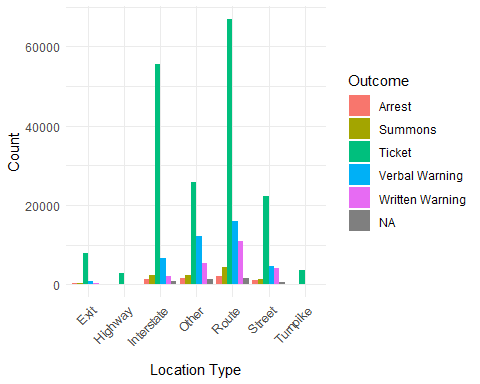 60000
40000
20000
0
Count
Exit
Highway
Interstate
Other
Route
Street
Turnpike
Location Type
Outcome
Arrest
Summons
Ticket
Verbal Warning
Written Warning
NA